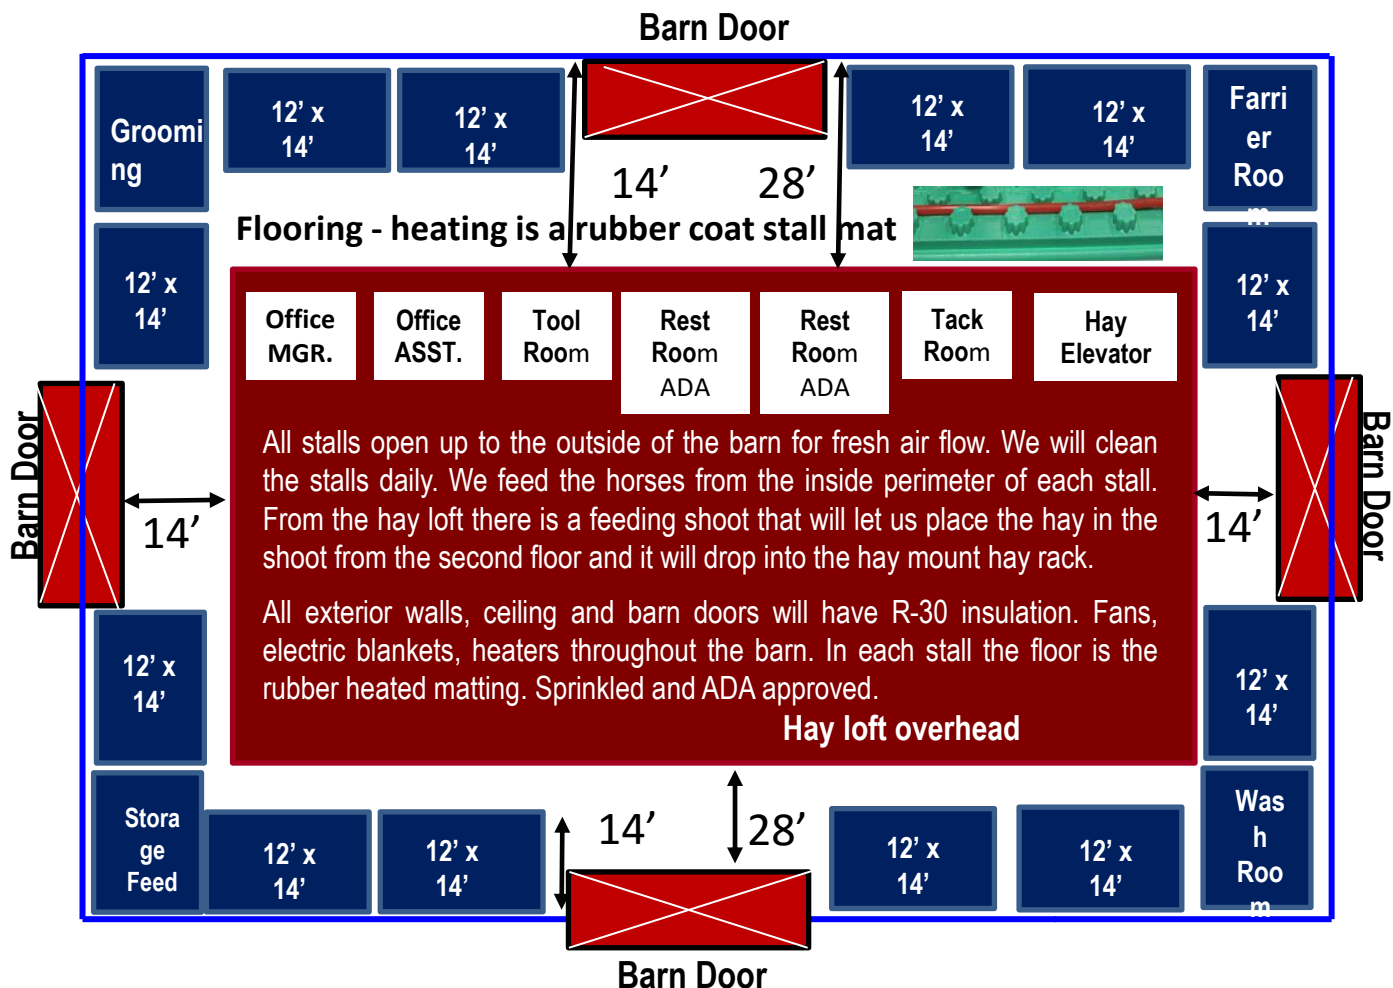 Barn Door
Groomi
ng
12’ x
14’
12’ x
14’
12’ x
14’
12’ x
14’
Farri
er
Roo
m
14’
28’
Flooring - heating is a rubber coat stall mat
12’ x
14’
12’ x
14’
Office
MGR.
Office
ASST.
Tool
Room
Rest
Room
ADA
Rest
Room
ADA
Tack
Room
Hay
Elevator
Barn Door
14’
All stalls open up to the outside of the barn for fresh air flow. We will clean
the stalls daily. We feed the horses from the inside perimeter of each stall.
From the hay loft there is a feeding shoot that will let us place the hay in the
shoot from the second floor and it will drop into the hay mount hay rack.
All exterior walls, ceiling and barn doors will have R-30 insulation. Fans,
electric blankets, heaters throughout the barn. In each stall the floor is the
rubber heated matting. Sprinkled and ADA approved.
Hay loft overhead
14’
Barn Door
12’ x
14’
12’ x
14’
Stora
ge
Feed
12’ x
14’
12’ x
14’
14’
28’
12’ x
14’
12’ x
14’
Was
h
Roo
m
Barn Door